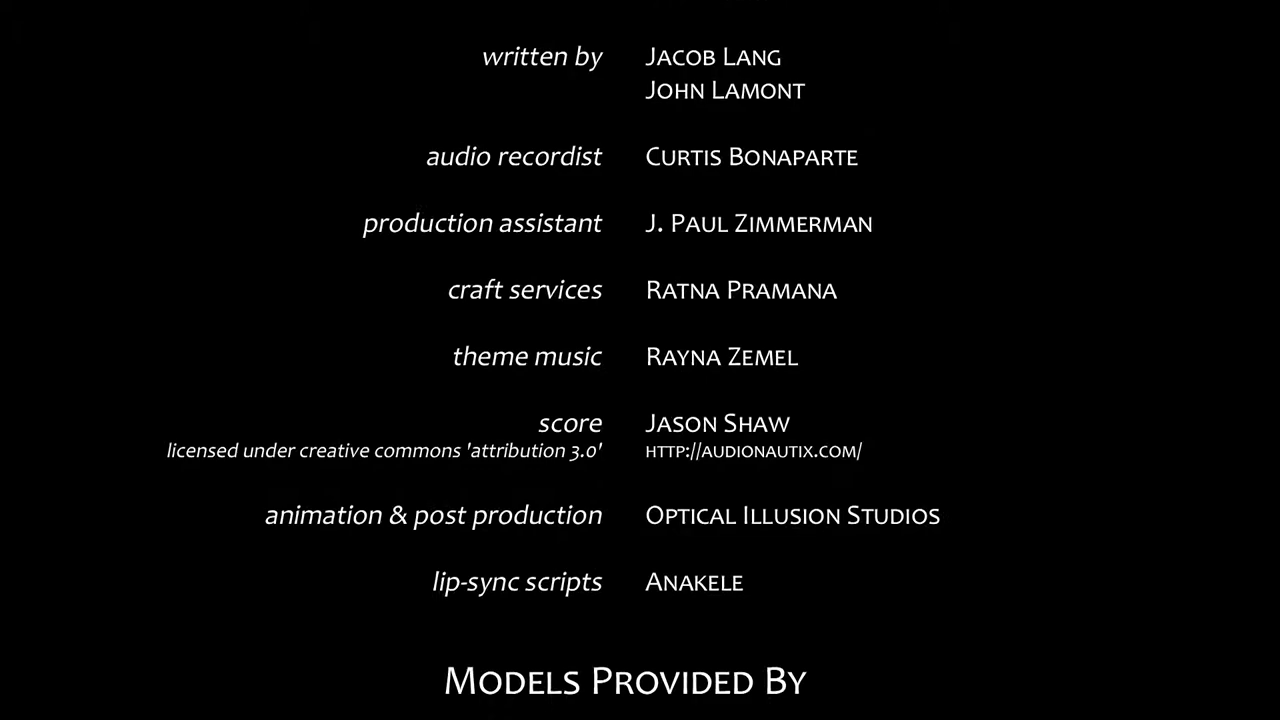 written by JACOB LANG
JOHN LAMONT
audio recordist CURTIS BONAPARTE
production assistant J. PAUL ZIMMERMAN
craft services RATNA PRAMANA
theme music RAYNA ZEMEL
score JASON SHAW
licensed under creative commons 'attribution 3.0' HTTP://AUDIONAUTIX.COM/
animation & post production OPTICAL ILLUSION STUDIOS
lip-sync scripts ANAKELE
MODELS PROVIDED BY